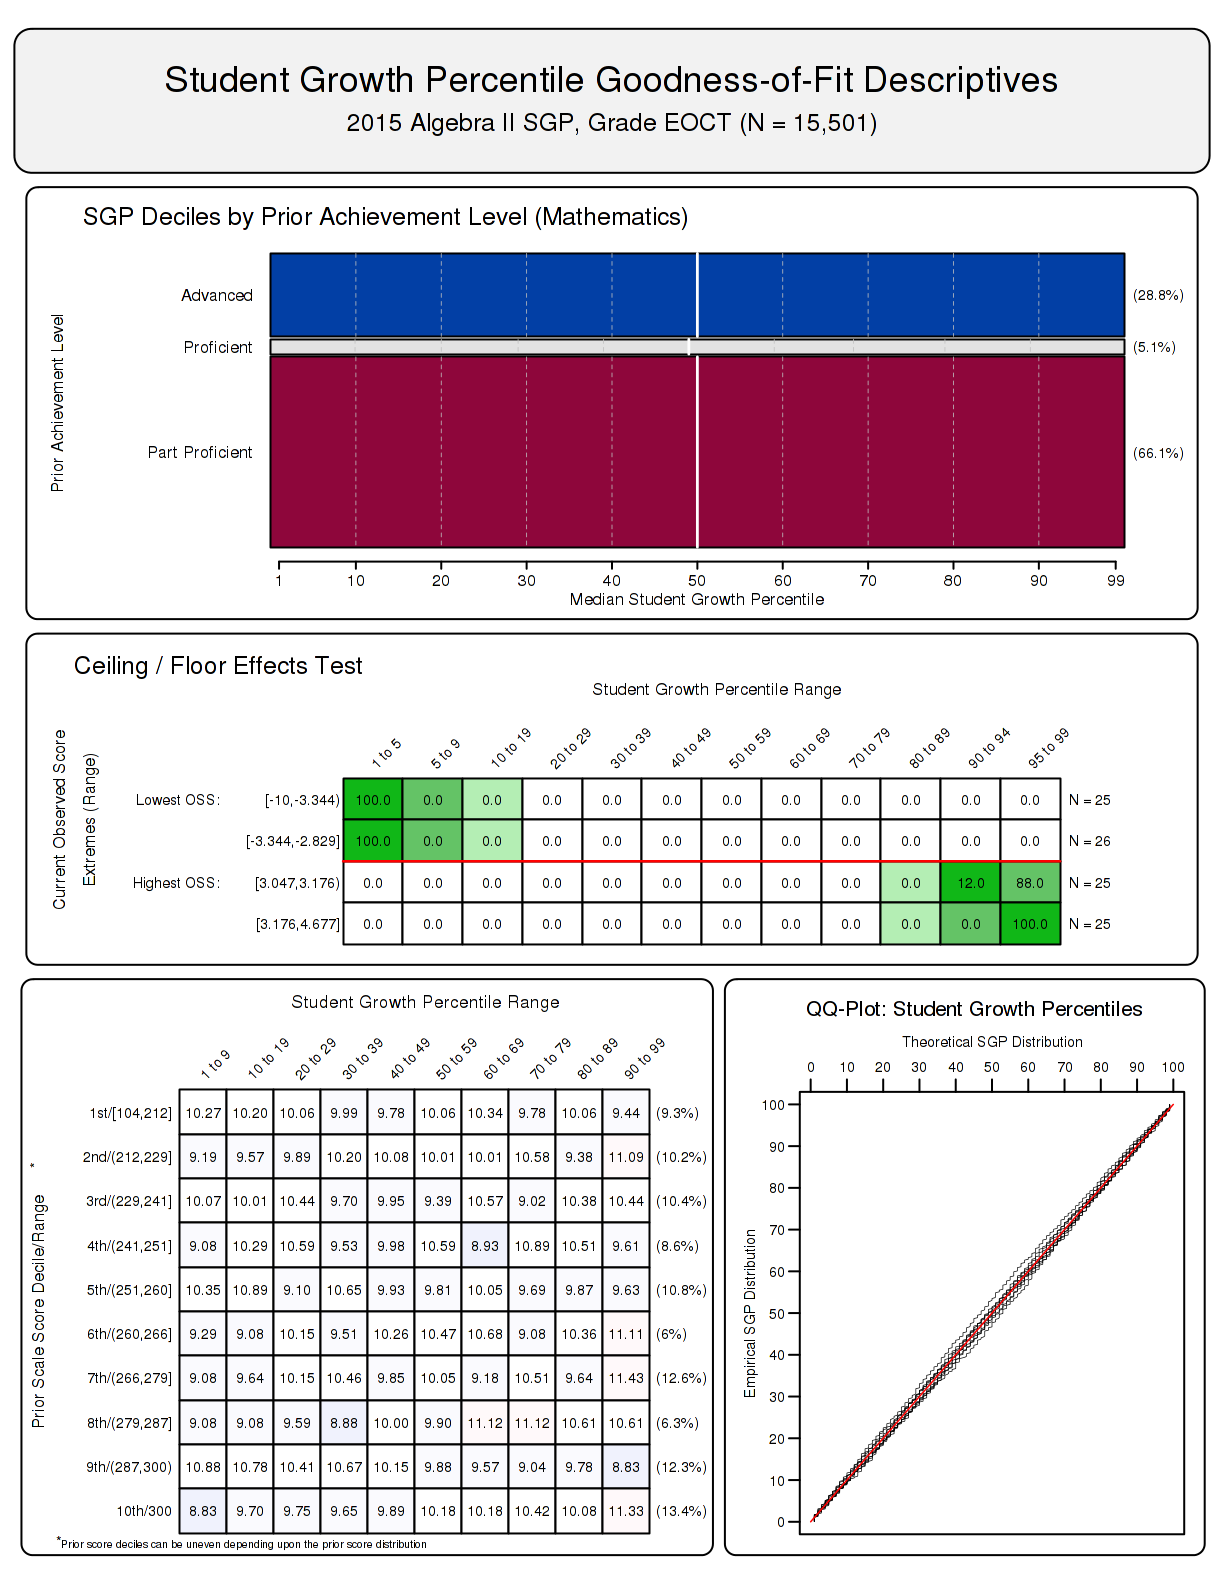 Student Growth Percentile Goodness-of-Fit Descriptives
2015 Algebra II SGP, Grade EOCT (N = 15,501)
SGP Deciles by Prior Achievement Level (Mathematics)
Prior Achievement Level
Advanced (28.8%)
Proficient (5.1%)
Part Proficient (66.1%)
1 10 20 30 40 50 60 70 80 90 99
Median Student Growth Percentile
Ceiling / Floor Effects Test
Student Growth Percentile Range
Current Observed Score
Extremes (Range)
1 to 5 5 to 9 10 to 19 20 to 29 30 to 39 40 to 49 50 to 59 60 to 69 70 to 79 80 to 89 90 to 94 95 to 99
Lowest OSS: [-10,-3.344) 100.0 0.0 0.0 0.0 0.0 0.0 0.0 0.0 0.0 0.0 0.0 0.0 N = 25
[-3.344,-2.829] 100.0 0.0 0.0 0.0 0.0 0.0 0.0 0.0 0.0 0.0 0.0 0.0 N = 26
Highest OSS: [3.047,3.176) 0.0 0.0 0.0 0.0 0.0 0.0 0.0 0.0 0.0 0.0 12.0 88.0 N = 25
[3.176,4.677] 0.0 0.0 0.0 0.0 0.0 0.0 0.0 0.0 0.0 0.0 0.0 100.0 N = 25
Student Growth Percentile Range
Prior Scale Score Decile/Range *
1 to 9 10 to 19 20 to 29 30 to 39 40 to 49 50 to 59 60 to 69 70 to 79 80 to 89 90 to 99
1st/[104,212] 10.27 10.20 10.06 9.99 9.78 10.06 10.34 9.78 10.06 9.44 (9.3%)
2nd/(212,229] 9.19 9.57 9.89 10.20 10.08 10.01 10.01 10.58 9.38 11.09 (10.2%)
3rd/(229,241] 10.07 10.01 10.44 9.70 9.95 9.39 10.57 9.02 10.38 10.44 (10.4%)
4th/(241,251] 9.08 10.29 10.59 9.53 9.98 10.59 8.93 10.89 10.51 9.61 (8.6%)
5th/(251,260] 10.35 10.89 9.10 10.65 9.93 9.81 10.05 9.69 9.87 9.63 (10.8%)
6th/(260,266] 9.29 9.08 10.15 9.51 10.26 10.47 10.68 9.08 10.36 11.11 (6%)
7th/(266,279] 9.08 9.64 10.15 10.46 9.85 10.05 9.18 10.51 9.64 11.43 (12.6%)
8th/(279,287] 9.08 9.08 9.59 8.88 10.00 9.90 11.12 11.12 10.61 10.61 (6.3%)
9th/(287,300) 10.88 10.78 10.41 10.67 10.15 9.88 9.57 9.04 9.78 8.83 (12.3%)
10th/300 8.83 9.70 9.75 9.65 9.89 10.18 10.18 10.42 10.08 11.33 (13.4%)
*Prior score deciles can be uneven depending upon the prior score distribution
QQ-Plot: Student Growth Percentiles
Theoretical SGP Distribution
0 10 20 30 40 50 60 70 80 90 100
Empirical SGP Distribution
100
90
80
70
60
50
40
30
20
10
0